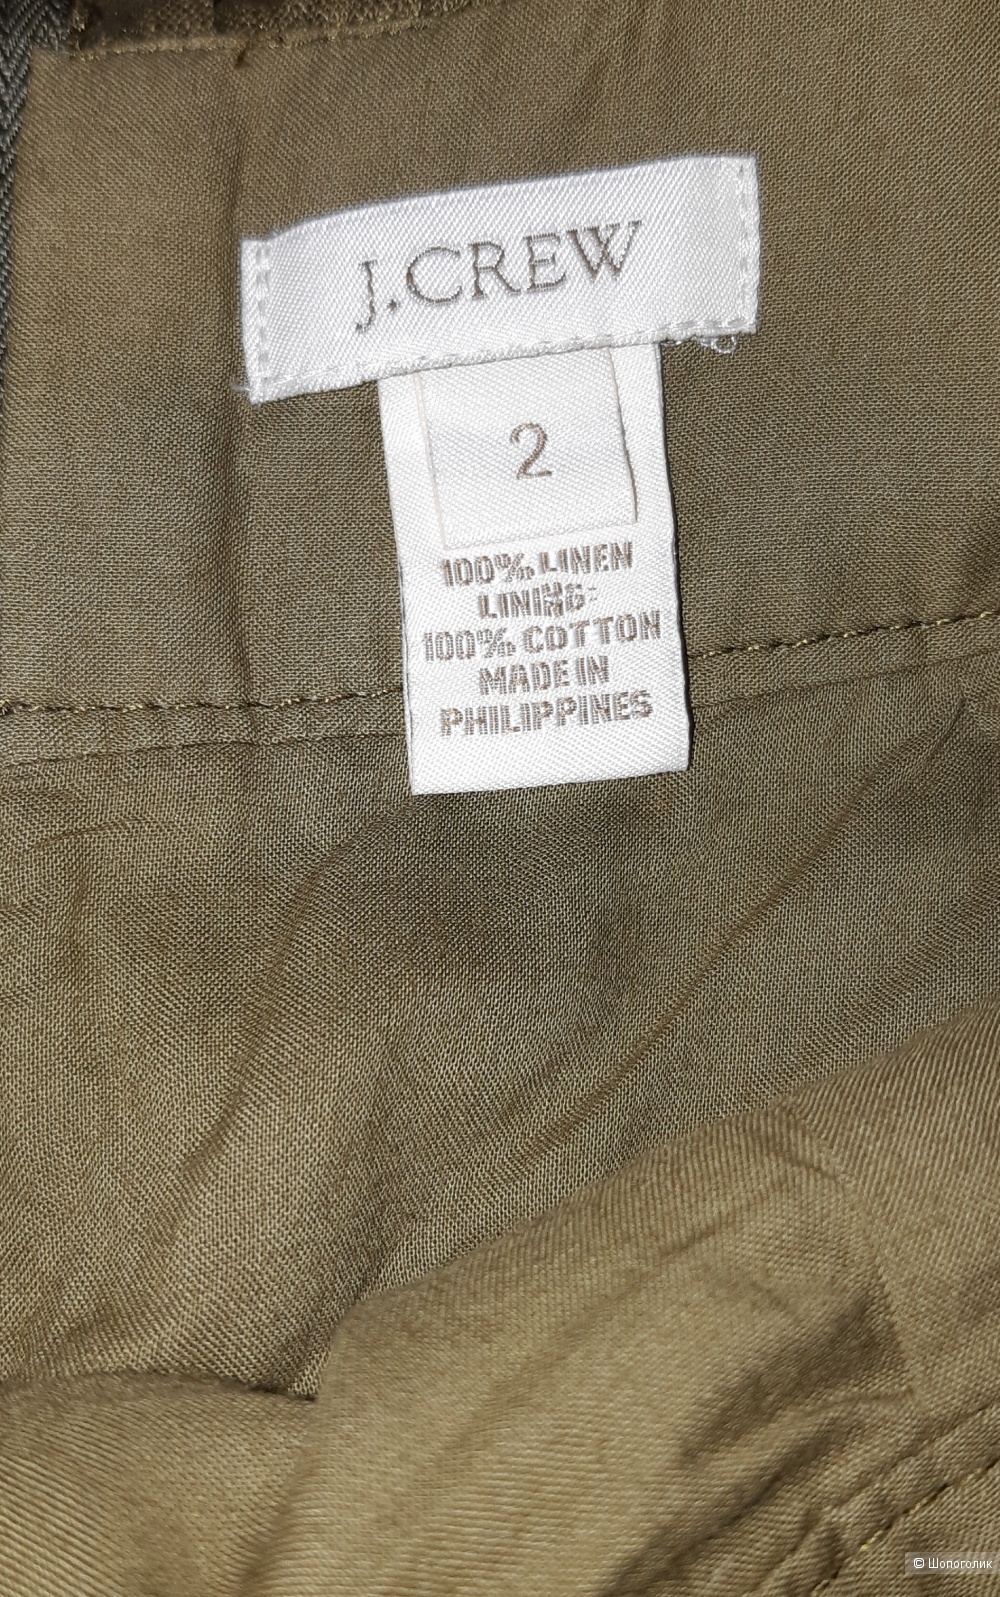 J.CREW
2
100% LINEN
LINING:
100% COTTON
MADE IN
PHILIPPINES
© Шопоголик